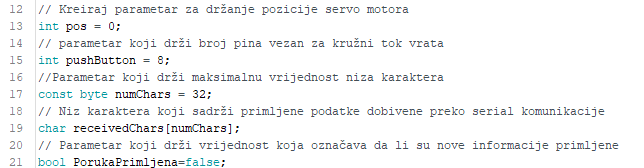 12 // Kreiraj parametar za držanje pozicije servo motora
13 int pos = 0;
14 // parametar koji drži broj pina vezan za kružni tok vrata
15 int pushButton = 8;
16 //Parametar koji drži maksimalnu vrijednost niza karaktera
17 const byte numChars = 32;
18 // Niz karaktera koji sadrži primljene podatke dobivene preko serial komunikacije
19 char receivedChars[numChars];
20 // Parametar koji drži vrijednost koja označava da li su nove informacije primljene
21 bool PorukaPrimljena=false;